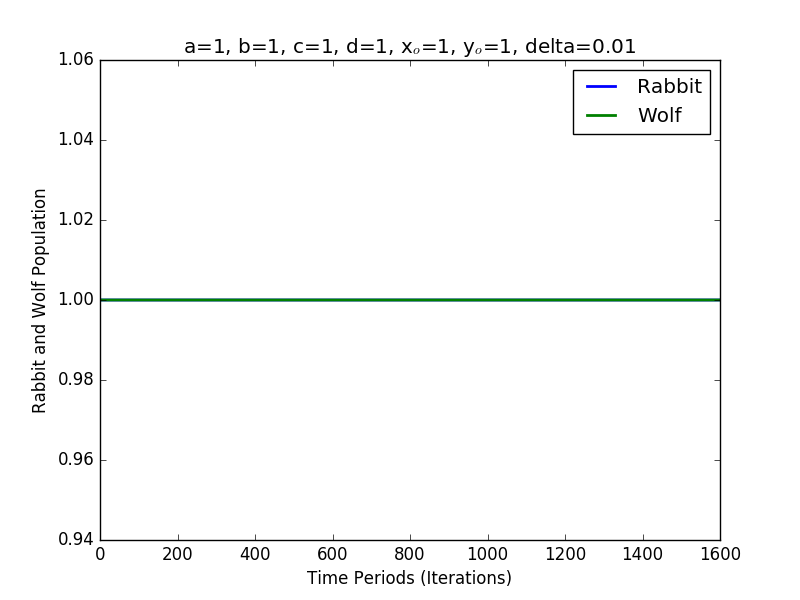 a=1, b=1, c=1, d=1, xₒ=1, yₒ=1, delta=0.01
1.06
1.04
1.02
1.00
0.98
0.96
0.94
Rabbit and Wolf Population
Rabbit
Wolf
0 200 400 600 800 1000 1200 1400 1600
Time Periods (Iterations)